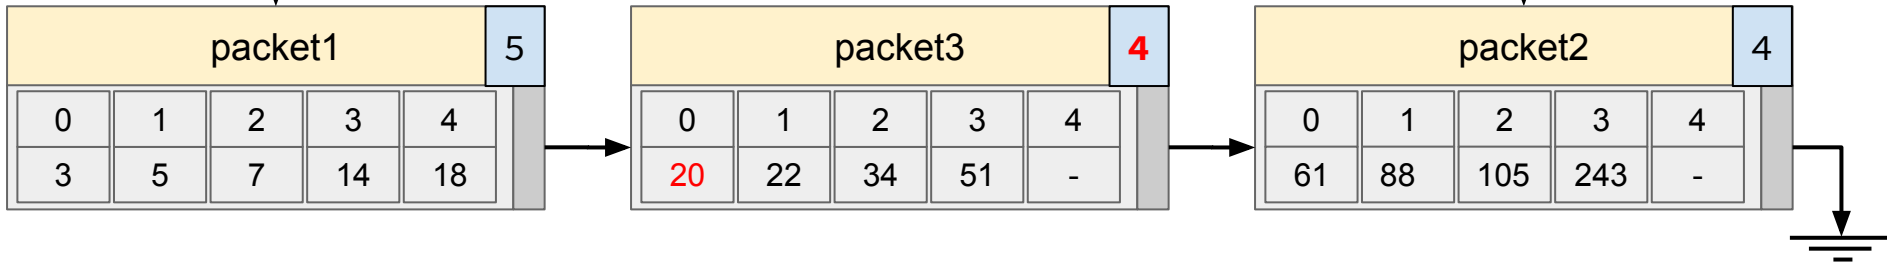 packet1 5 packet3 4 packet2 4
0 1 2 3 4 0 1 2 3 4 0 1 2 3 4
3 5 7 14 18 20 22 34 51 - 61 88 105 243 -